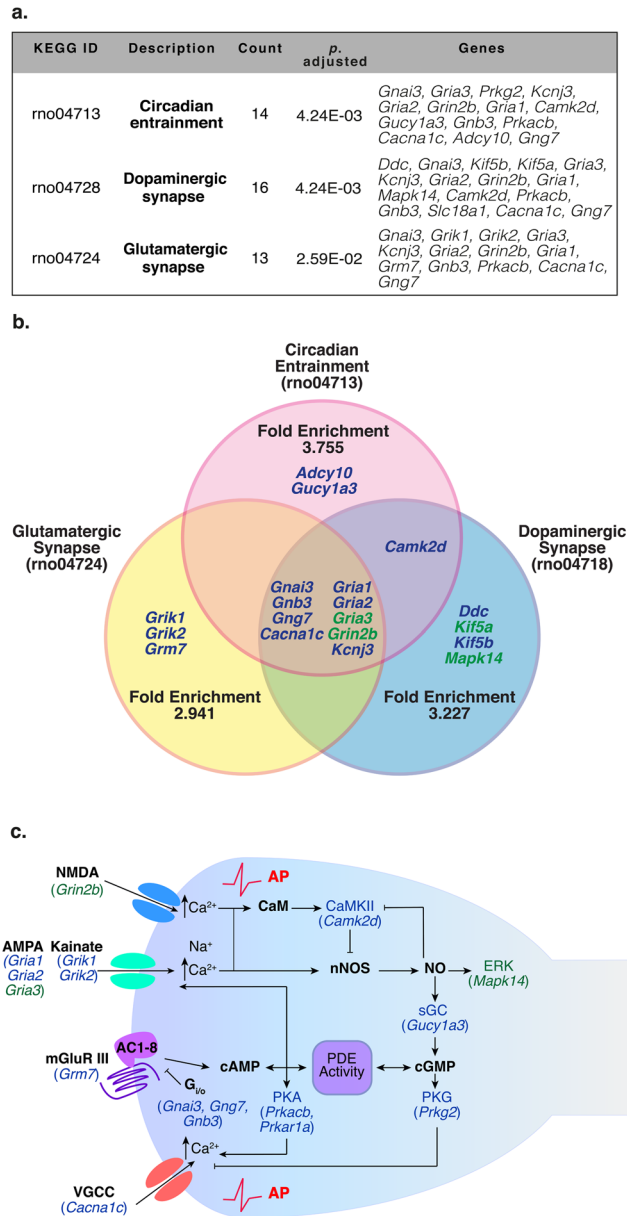 a.
KEGG ID Description Count p. adjusted Genes
rno04713 Circadian entrainment 14 4.24E-03
Gnai3, Gria3, Prkg2, Kcnj3,
Gria2, Grin2b, Gria1, Camk2d,
Gucy1a3, Gnb3, Prkacb,
Cacna1c, Adcy10, Gng7
rno04728 Dopaminergic synapse 16 4.24E-03
Ddc, Gnai3, Kif5b, Kif5a, Gria3,
Kcnj3, Gria2, Grin2b, Gria1,
Mapk14, Camk2d, Prkacb,
Gnb3, Slc18a1, Cacna1c, Gng7
rno04724 Glutamatergic synapse 13 2.59E-02
Gnai3, Grik1, Grik2, Gria3,
Kcnj3, Gria2, Grin2b, Gria1,
Grm7, Gnb3, Prkacb, Cacna1c,
Gng7
b.
Circadian
Entrainment
(rno04713)
Fold Enrichment
3.755
Adcy10
Gucy1a3
Glutamatergic
Synapse
(rno04724)
Dopaminergic
Synapse
(rno04718)
Camk2d
Gnai3 Gria1
Gnb3 Gria2
Gng7 Gria3
Cacna1c Grin2b
Kcnj3
Grik1
Grik2
Grm7
Ddc
Kif5a
Kif5b
Mapk14
Fold Enrichment
2.941
Fold Enrichment
3.227
c.
NMDA
(Grin2b)
Ca2+
AP
CaM
CaMKII
(Camk2d)
AMPA Kainate
(Gria1 (Grik1
Gria2 Grik2)
Gria3)
Na+
Ca2+
nNOS
NO
ERK
(Mapk14)
sGC
(Gucy1a3)
mGluR III
(Grm7)
AC1-8
cAMP
PDE
Activity
cGMP
Gi/o
(Gnai3, Gng7,
Gnb3)
PKA
(Prkacb,
Prkar1a)
PKG
(Prkg2)
Ca2+
VGCC
(Cacna1c)
AP